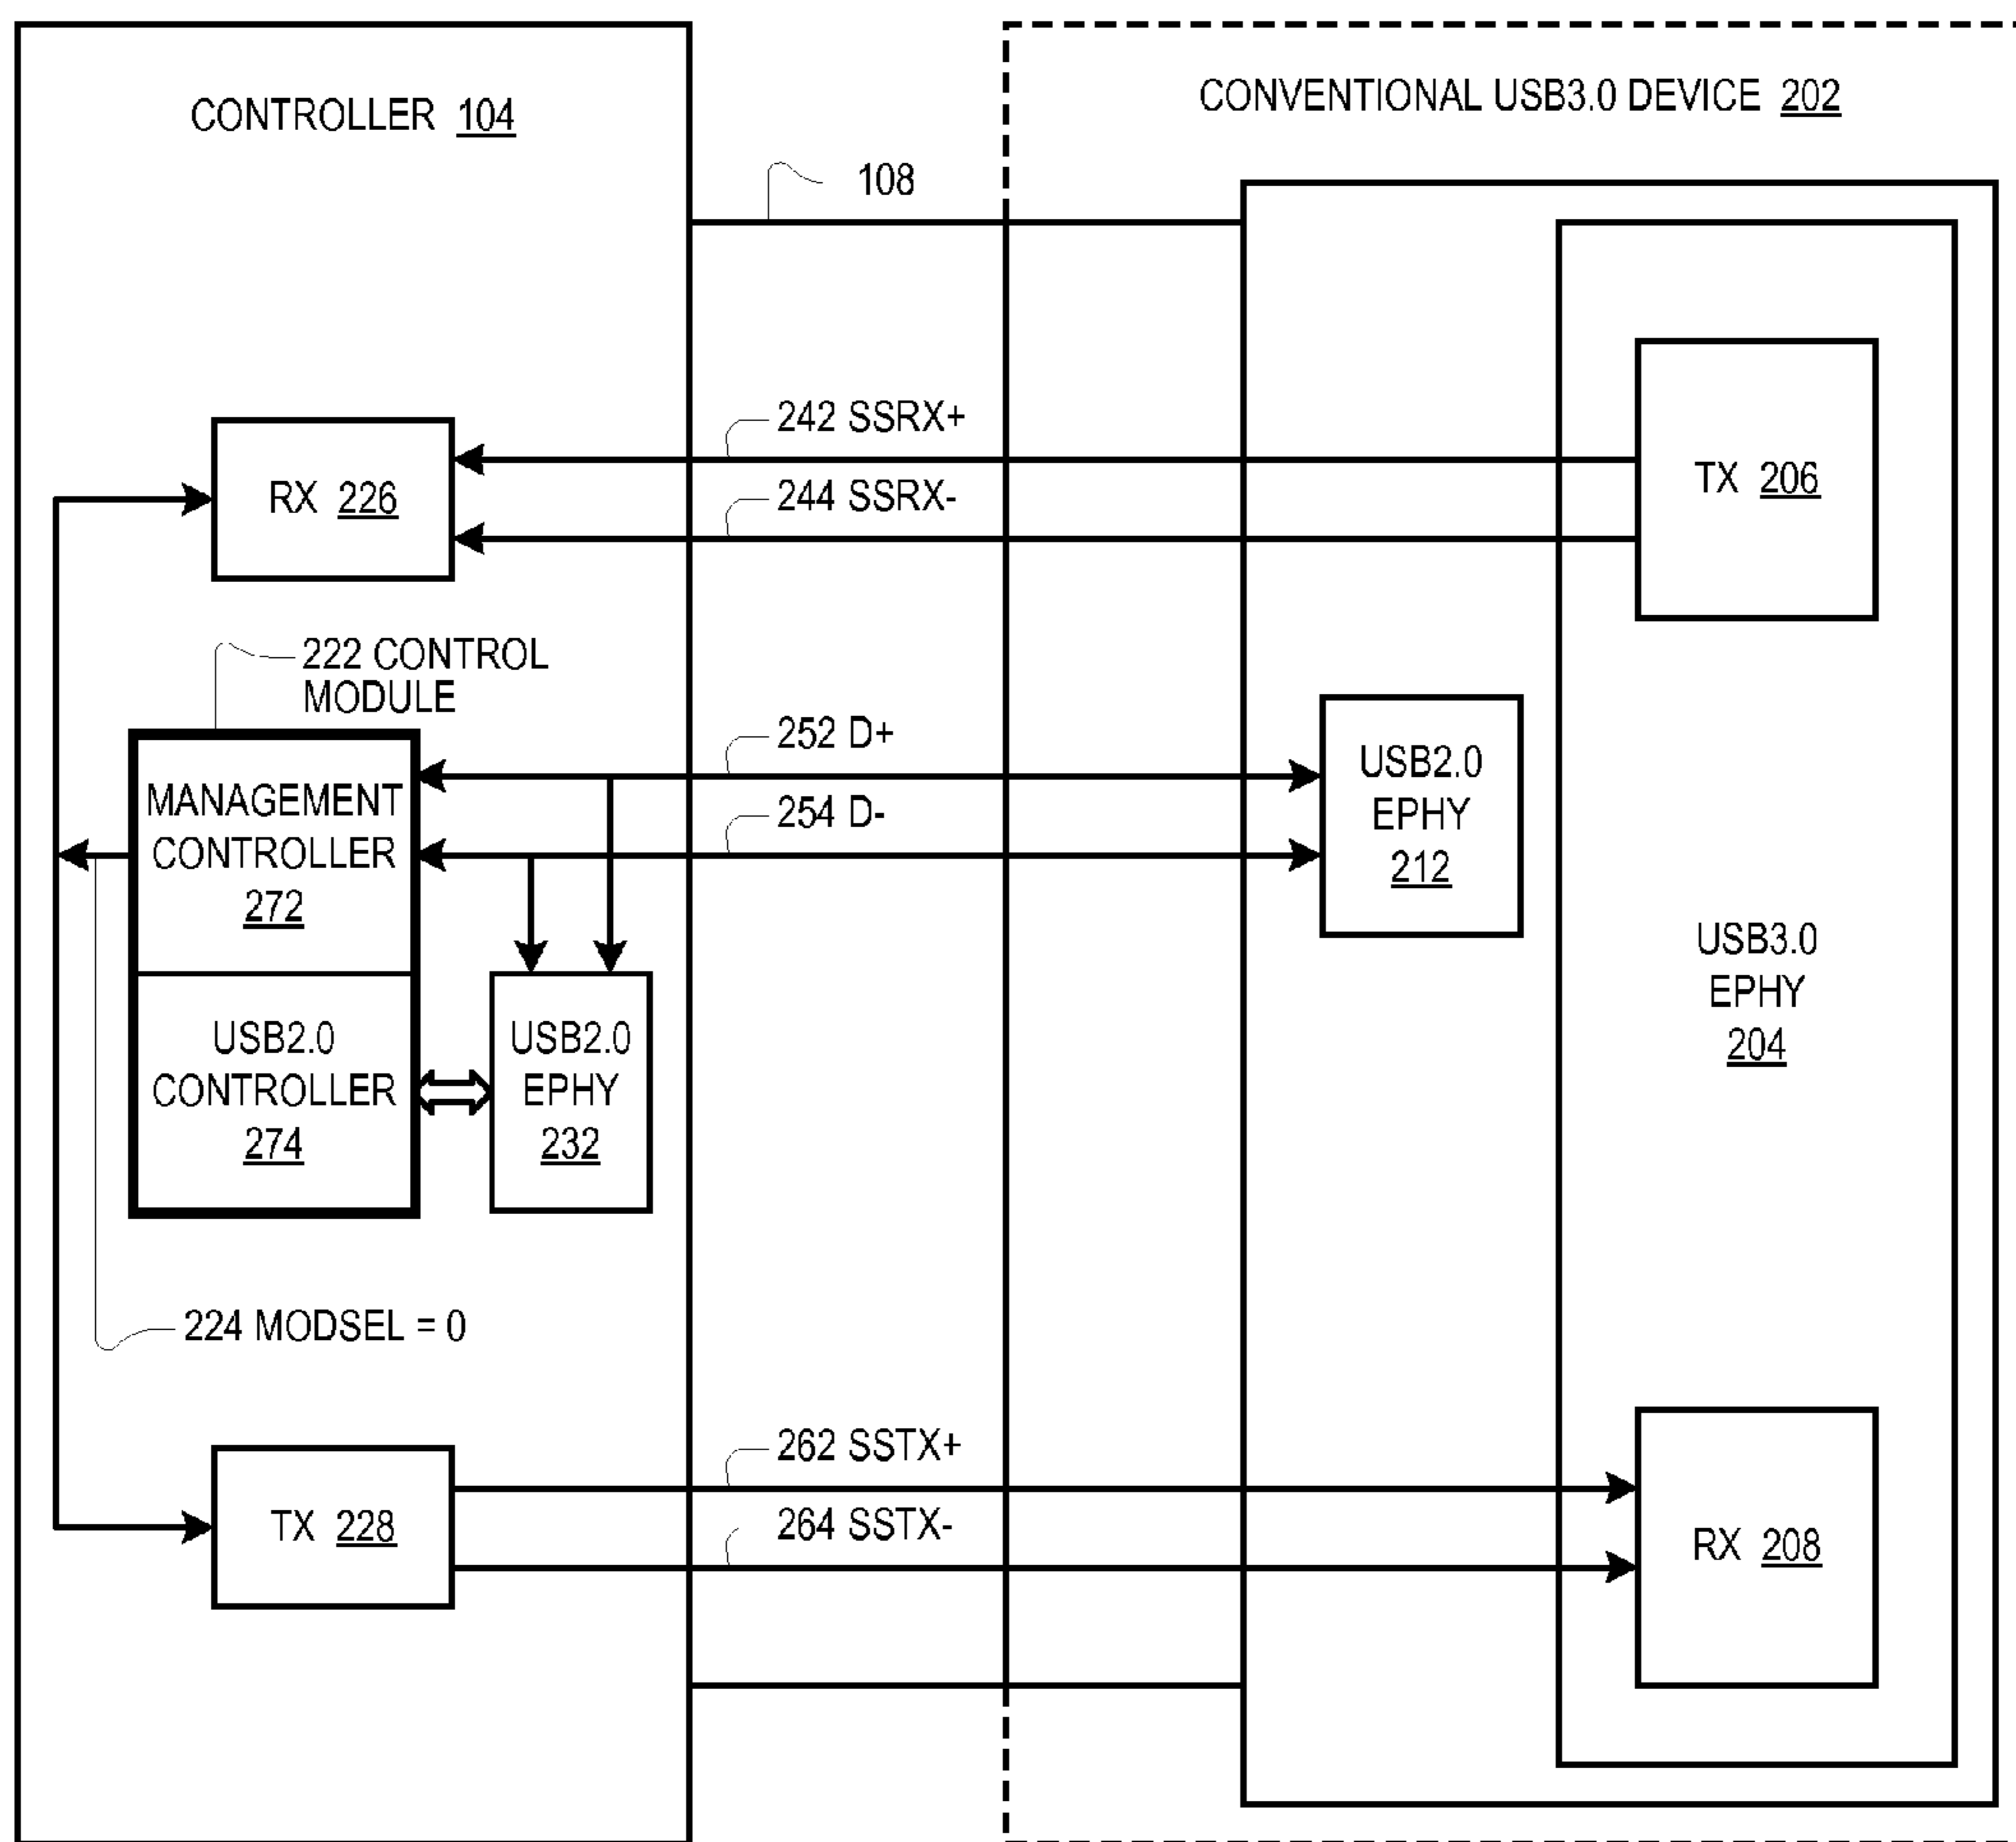 CONTROLLER 104
CONVENTIONAL USB3.0 DEVICE 202
108
242 SSRX+
RX 226
244 SSRX-
TX 206
222 CONTROL
MODULE
252 D+
254 D-
MANAGEMENT
CONTROLLER
272
USB2.0
EPHY
212
USB2.0
CONTROLLER
274
USB2.0
EPHY
232
USB3.0
EPHY
204
224 MODSEL = 0
262 SSTX+
TX 228
264 SSTX-
RX 208